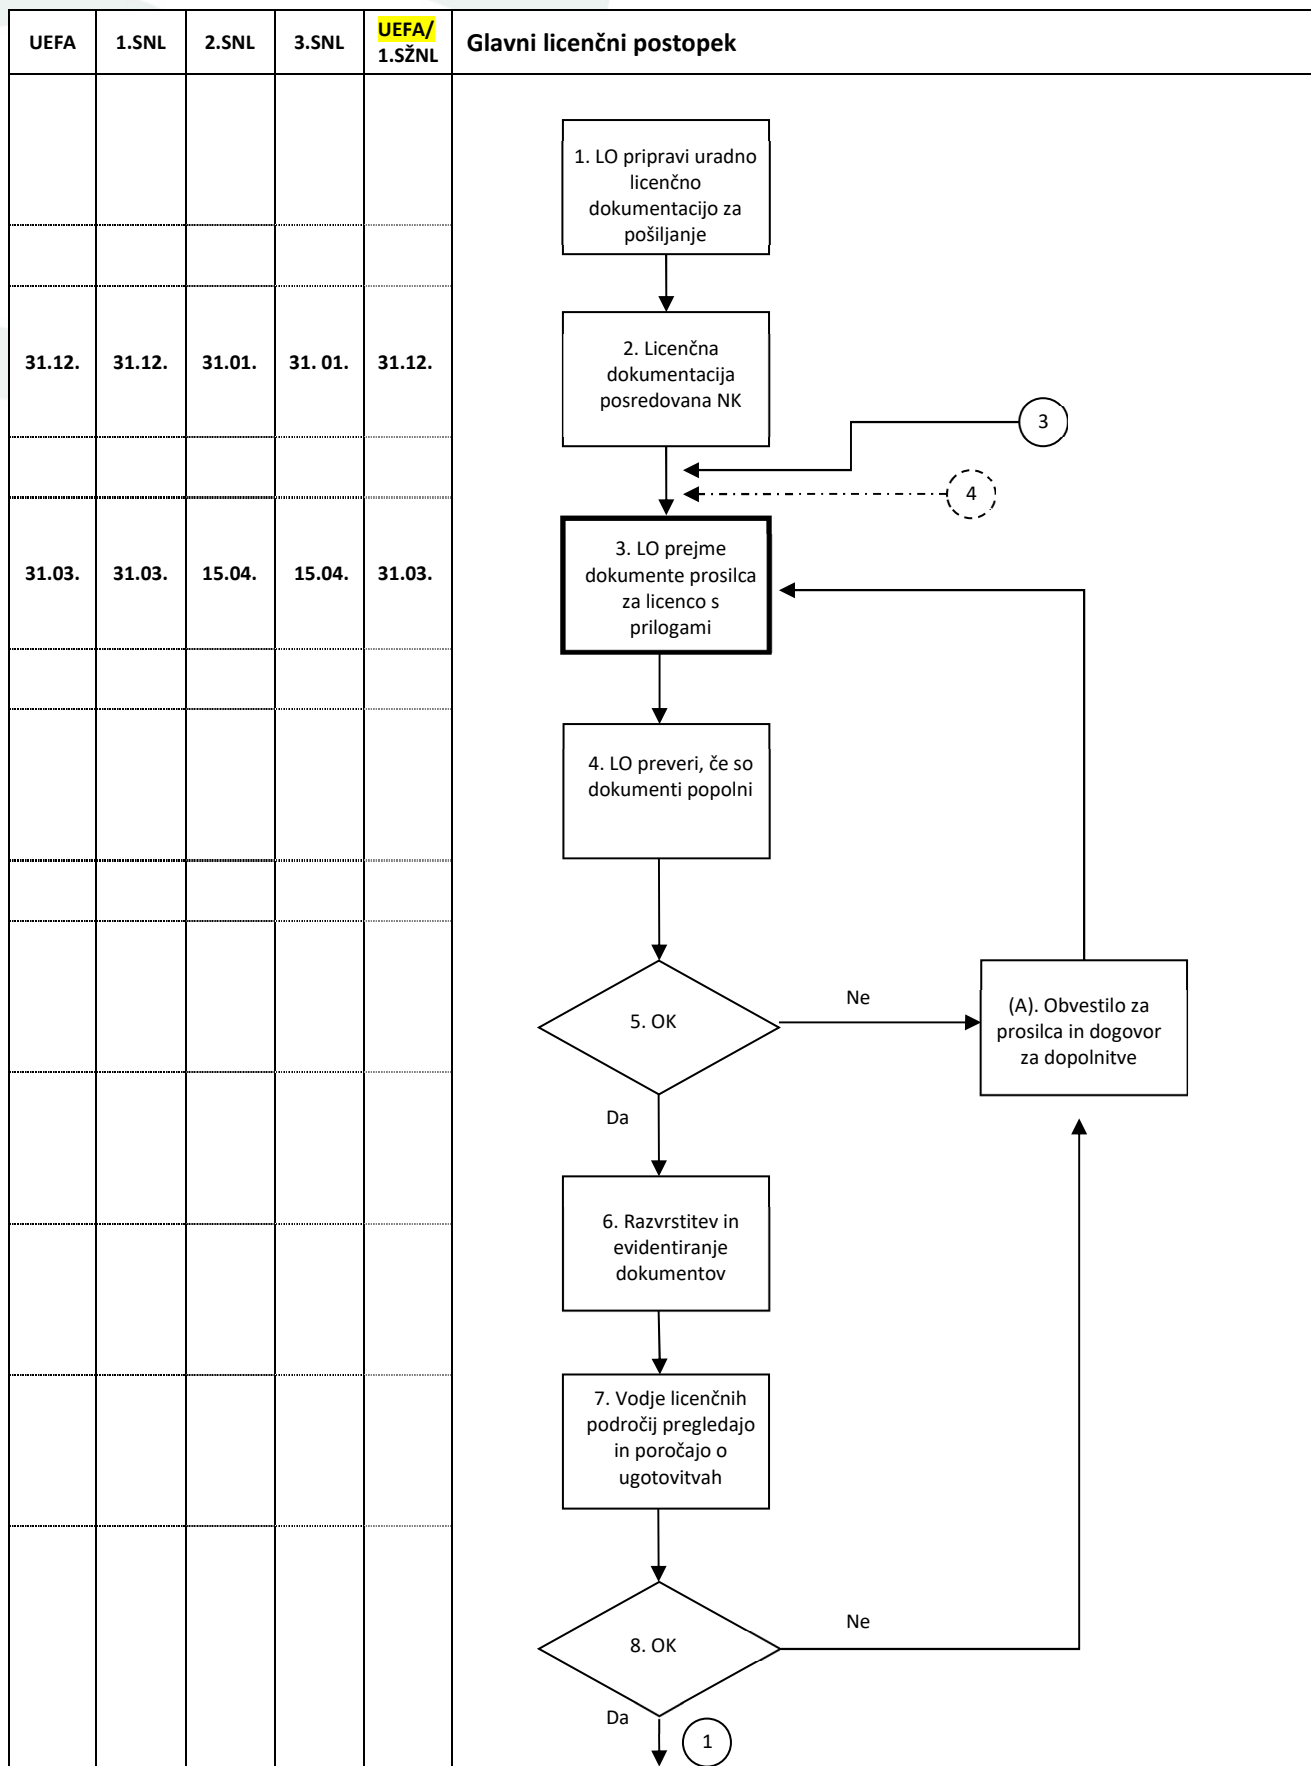 UEFA
1.SNL
2.SNL
3.SNL
UEFA/
1.SŽNL
Glavni licenčni postopek
1. LO pripravi uradno
licenčno
dokumentacijo za
pošiljanje
31.12.
31.12.
31.01.
31. 01.
31.12.
2. Licenčna
dokumentacija
posredovana NK
3
4
31.03.
31.03.
15.04.
15.04.
31.03.
3. LO prejme
dokumente prosilca
za licenco s
prilogami
4. LO preveri, če so
dokumenti popolni
5. OK
Ne
(A). Obvestilo za
prosilca in dogovor
za dopolnitve
Da
6. Razvrstitev in
evidentiranje
dokumentov
7. Vodje licenčnih
področij pregledajo
in poročajo o
ugotovitvah
8. OK
Ne
Da
1